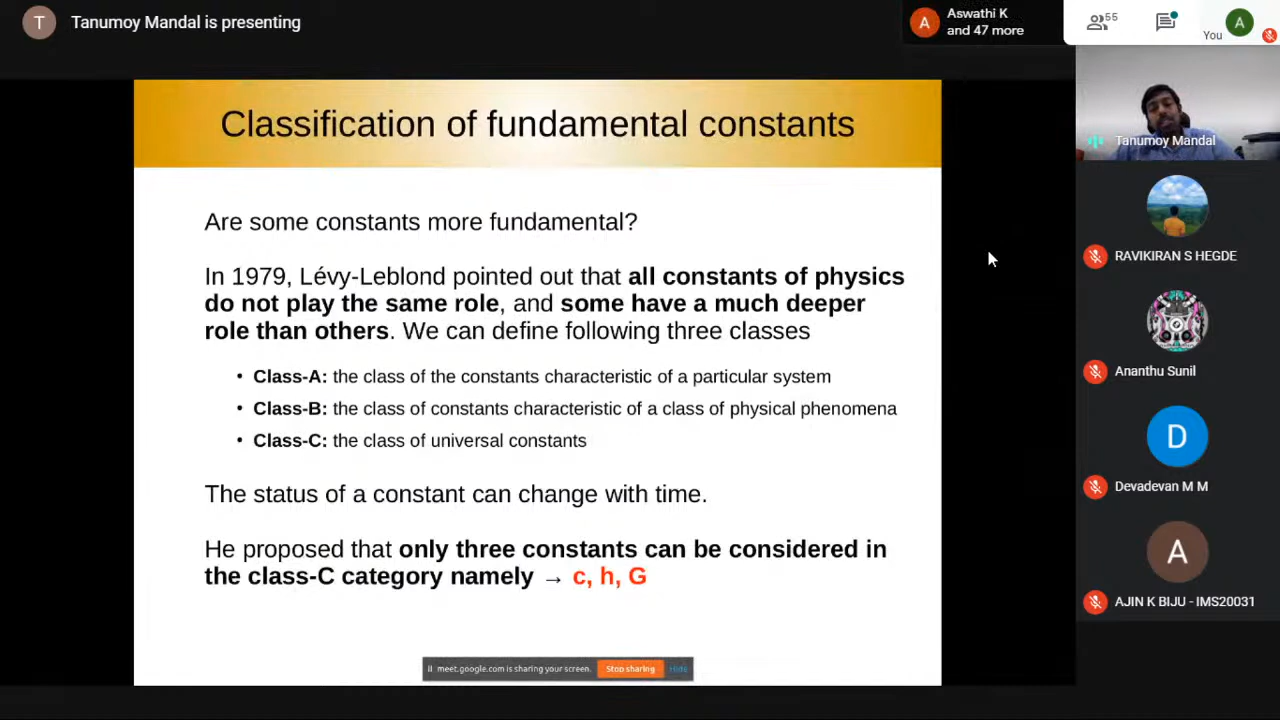 T
Tanumoy Mandal is presenting
A
Aswathi K
and 47 more
55
You
A
Classification of fundamental constants
Are some constants more fundamental?
In 1979, Lévy-Leblond pointed out that all constants of physics
do not play the same role, and some have a much deeper
role than others. We can define following three classes
• Class-A: the class of the constants characteristic of a particular system
• Class-B: the class of constants characteristic of a class of physical phenomena
• Class-C: the class of universal constants
The status of a constant can change with time.
He proposed that only three constants can be considered in
the class-C category namely → c, h, G
meet.google.com is sharing your screen. Stop sharing Hide
Tanumoy Mandal
RAVIKIRAN S HEGDE
Ananthu Sunil
D
Devadevan M M
A
AJIN K BIJU - IMS20031